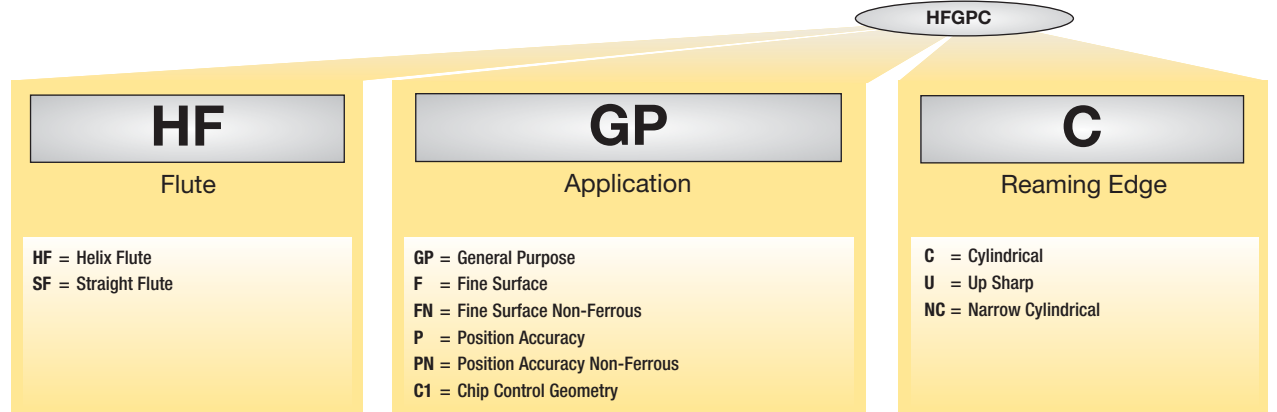 HFGPC
HF
Flute
HF = Helix Flute
SF = Straight Flute
GP
Application
GP = General Purpose
F = Fine Surface
FN = Fine Surface Non-Ferrous
P = Position Accuracy
PN = Position Accuracy Non-Ferrous
C1 = Chip Control Geometry
C
Reaming Edge
C = Cylindrical
U = Up Sharp
NC = Narrow Cylindrical